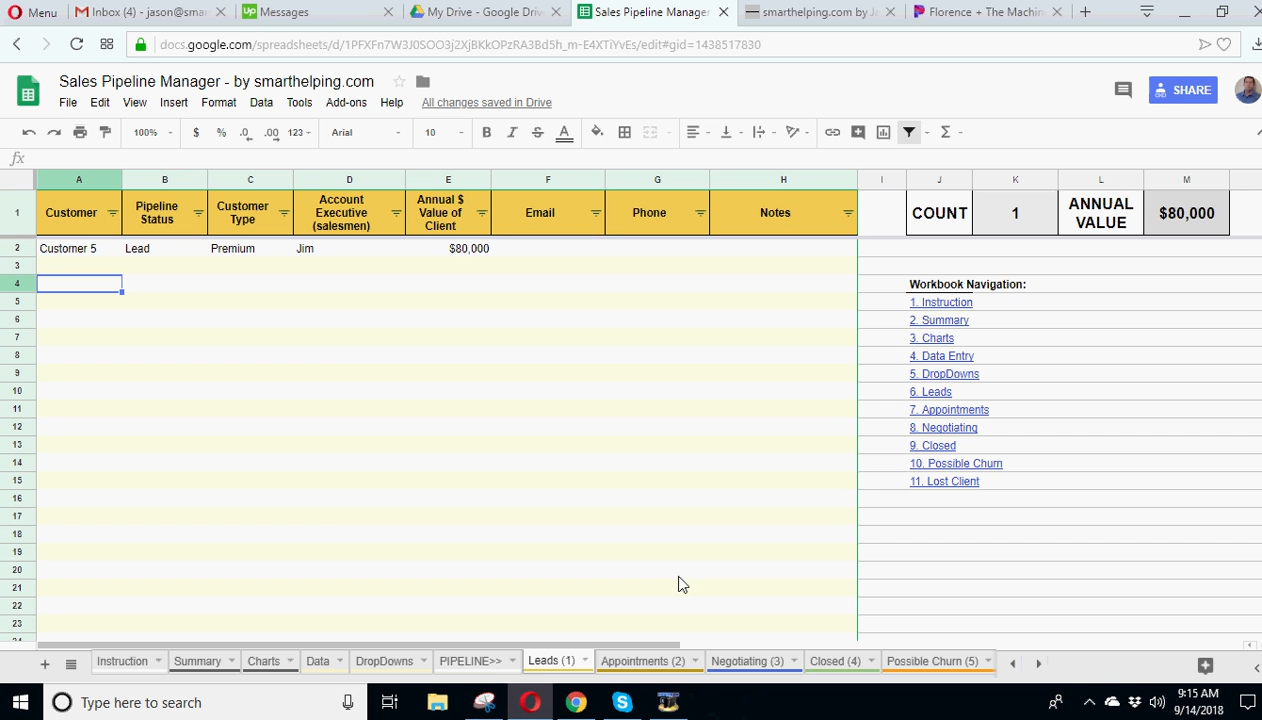 Menu
Inbox (4) - jason@smar
Messages
My Drive - Google Driv
Sales Pipeline Manager
smarthelping.com by Ja
Florence + The Machin
docs.google.com/spreadsheets/d/1PFXFn7W3J0SOO3j2XjBKkOPzRA3Bd5h_m-E4XTiYvEs/edit#gid=1438517830
Sales Pipeline Manager - by smarthelping.com
SHARE
File Edit View Insert Format Data Tools Add-ons Help All changes saved in Drive
100% $ % .0 .00 123 Arial 10 B I S A Σ
fx
A B C D E F G H I J K L M
1 Customer Pipeline Status Customer Type Account Executive (salesmen) Annual $ Value of Client Email Phone Notes COUNT 1 ANNUAL VALUE $80,000
2 Customer 5 Lead Premium Jim $80,000
3
4 Workbook Navigation:
5 1. Instruction
6 2. Summary
7 3. Charts
8 4. Data Entry
9 5. DropDowns
10 6. Leads
11 7. Appointments
12 8. Negotiating
13 9. Closed
14 10. Possible Churn
15 11. Lost Client
16
17
18
19
20
21
22
23
24
Instruction Summary Charts Data DropDowns PIPELINE>> Leads (1) Appointments (2) Negotiating (3) Closed (4) Possible Churn (5)
Type here to search
9:15 AM
9/14/2018